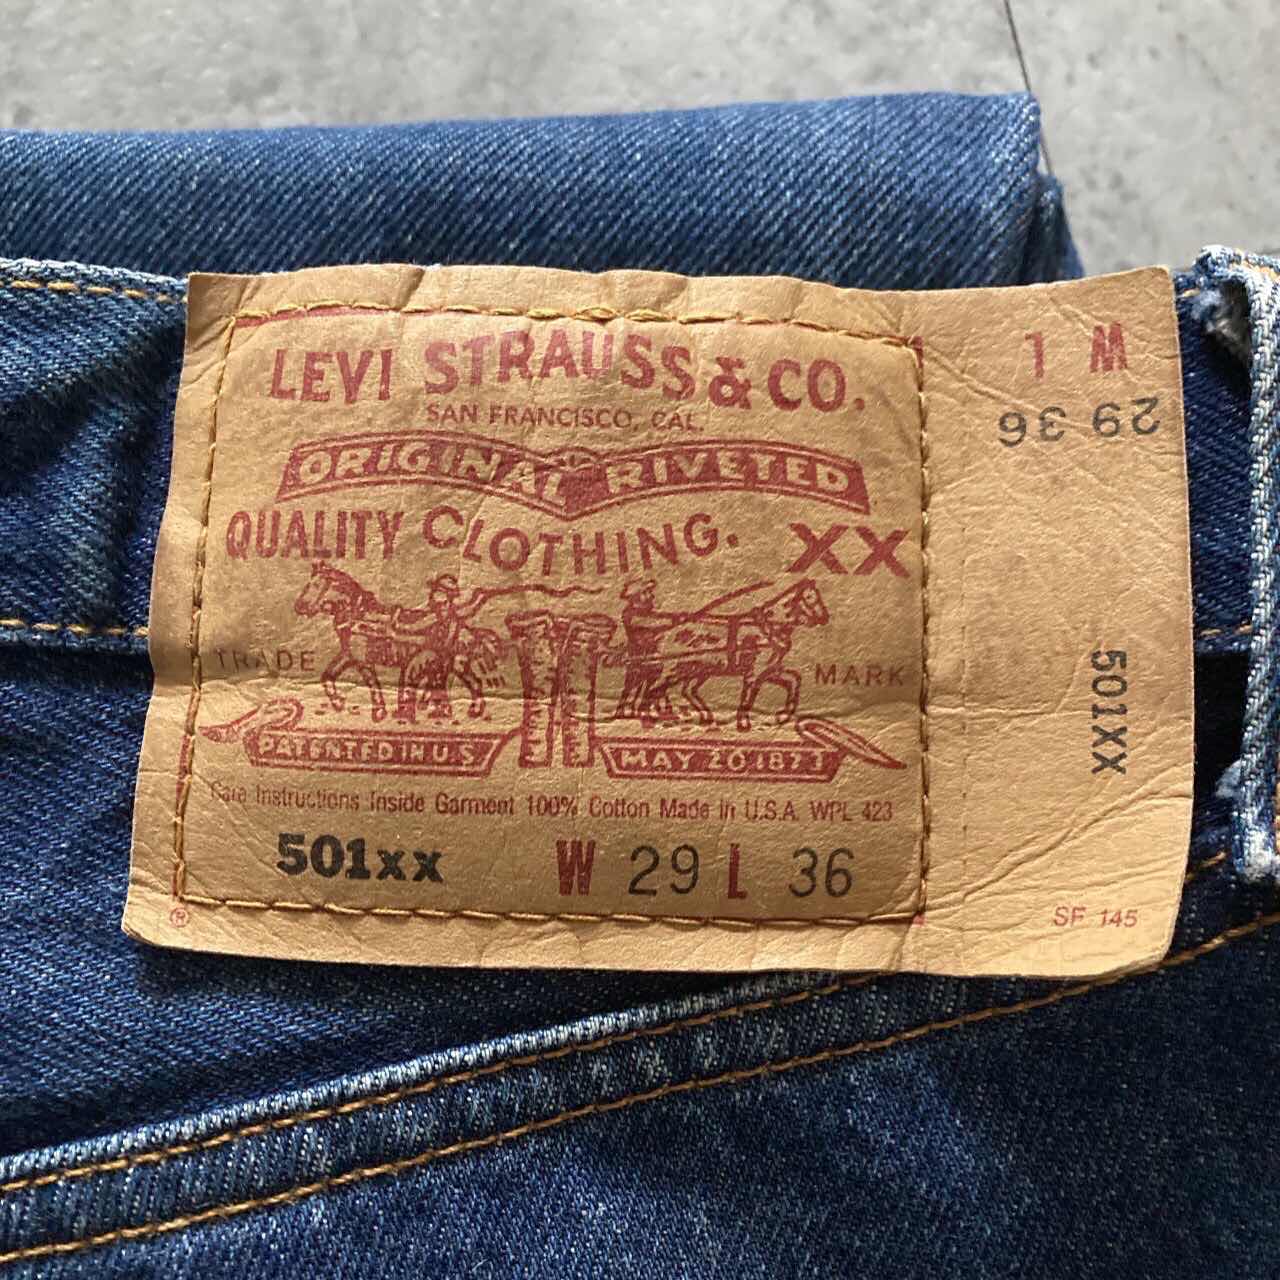 LEVI STRAUSS & CO.
SAN FRANCISCO, CAL.
ORIGINAL RIVETED
QUALITY CLOTHING. XX
TRADE MARK
PATENTED IN U.S MAY 20 1873
Care Instructions Inside Garment 100% Cotton Made in U.S.A. WPL 423
501xx W 29 L 36
®
1 M
29 36
501XX
SF 145